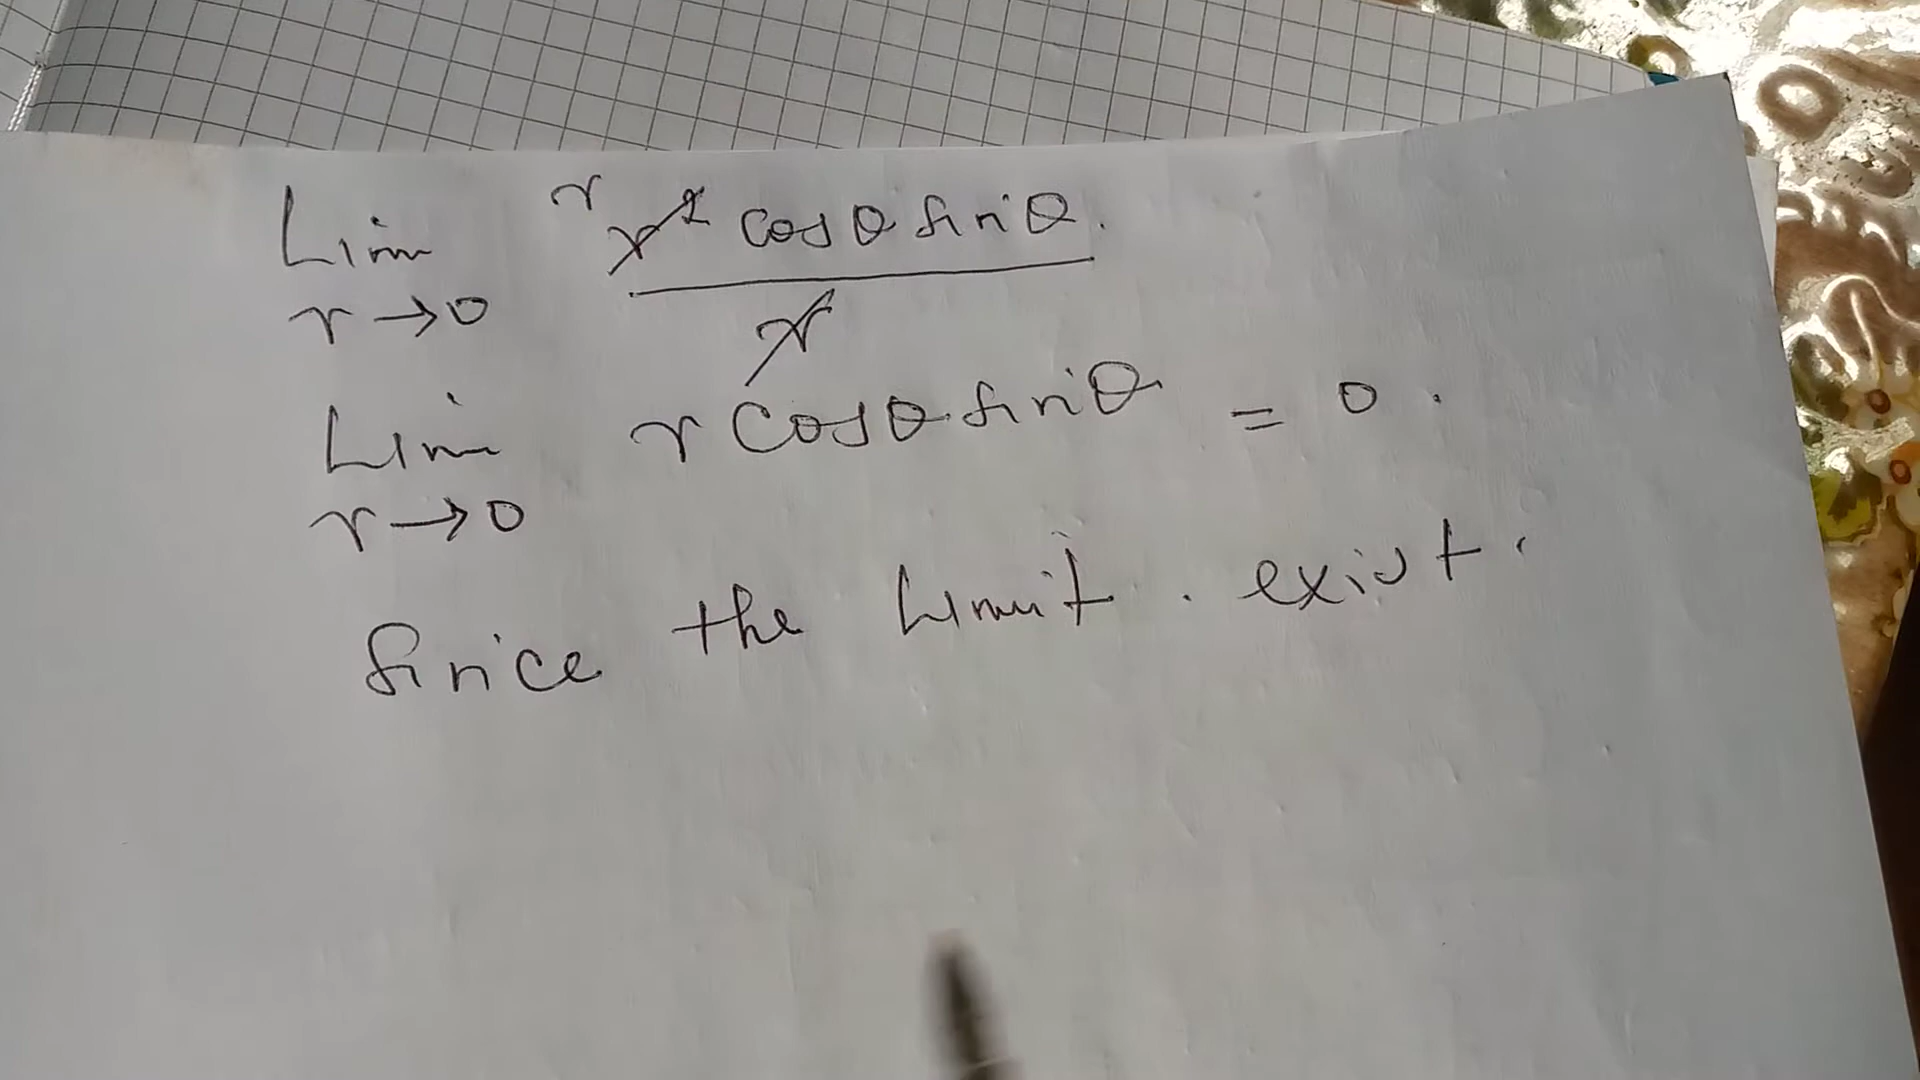 Lim r r² cosθ sinθ.
r→0 r
Lim r Cosθ sinθ = 0.
r→0
Since the limit. exist.